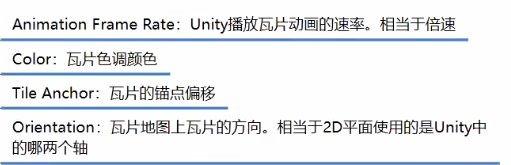 Animation Frame Rate：Unity播放瓦片动画的速率。相当于倍速
Color：瓦片色调颜色
Tile Anchor：瓦片的锚点偏移
Orientation：瓦片地图上瓦片的方向。相当于2D平面使用的是Unity中
的哪两个轴